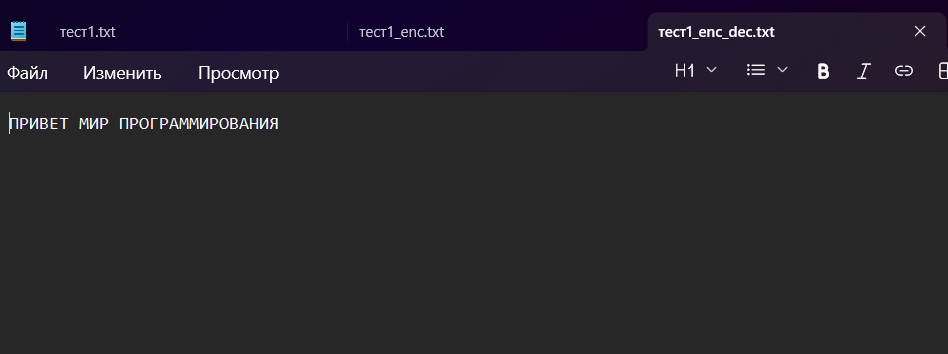 тест1.txt
тест1_enc.txt
тест1_enc_dec.txt
Файл Изменить Просмотр H1 B I
ПРИВЕТ МИР ПРОГРАММИРОВАНИЯ